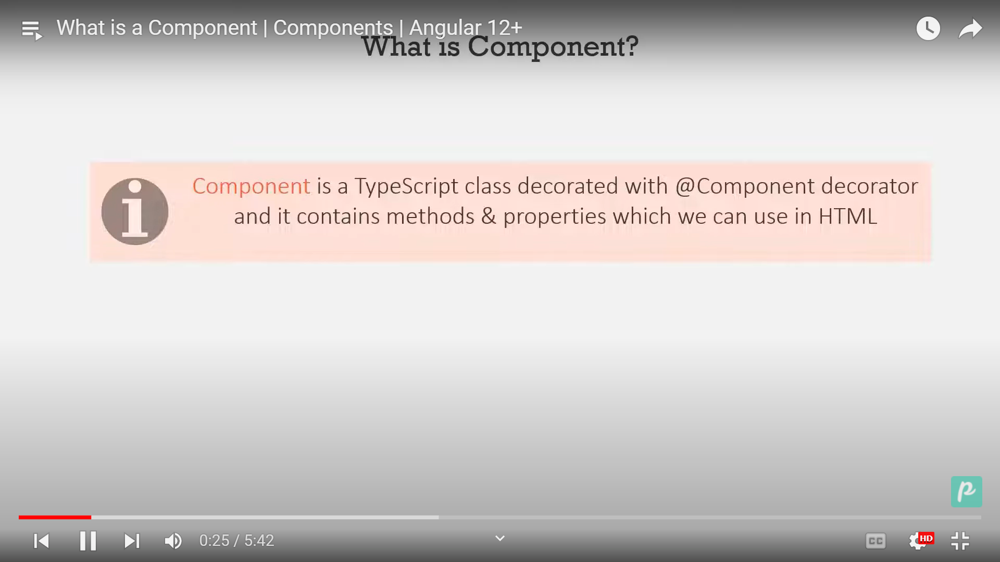 What is a Component | Components | Angular 12+
What is Component?
Component is a TypeScript class decorated with @Component decorator
and it contains methods & properties which we can use in HTML
p
0:25 / 5:42
CC
HD